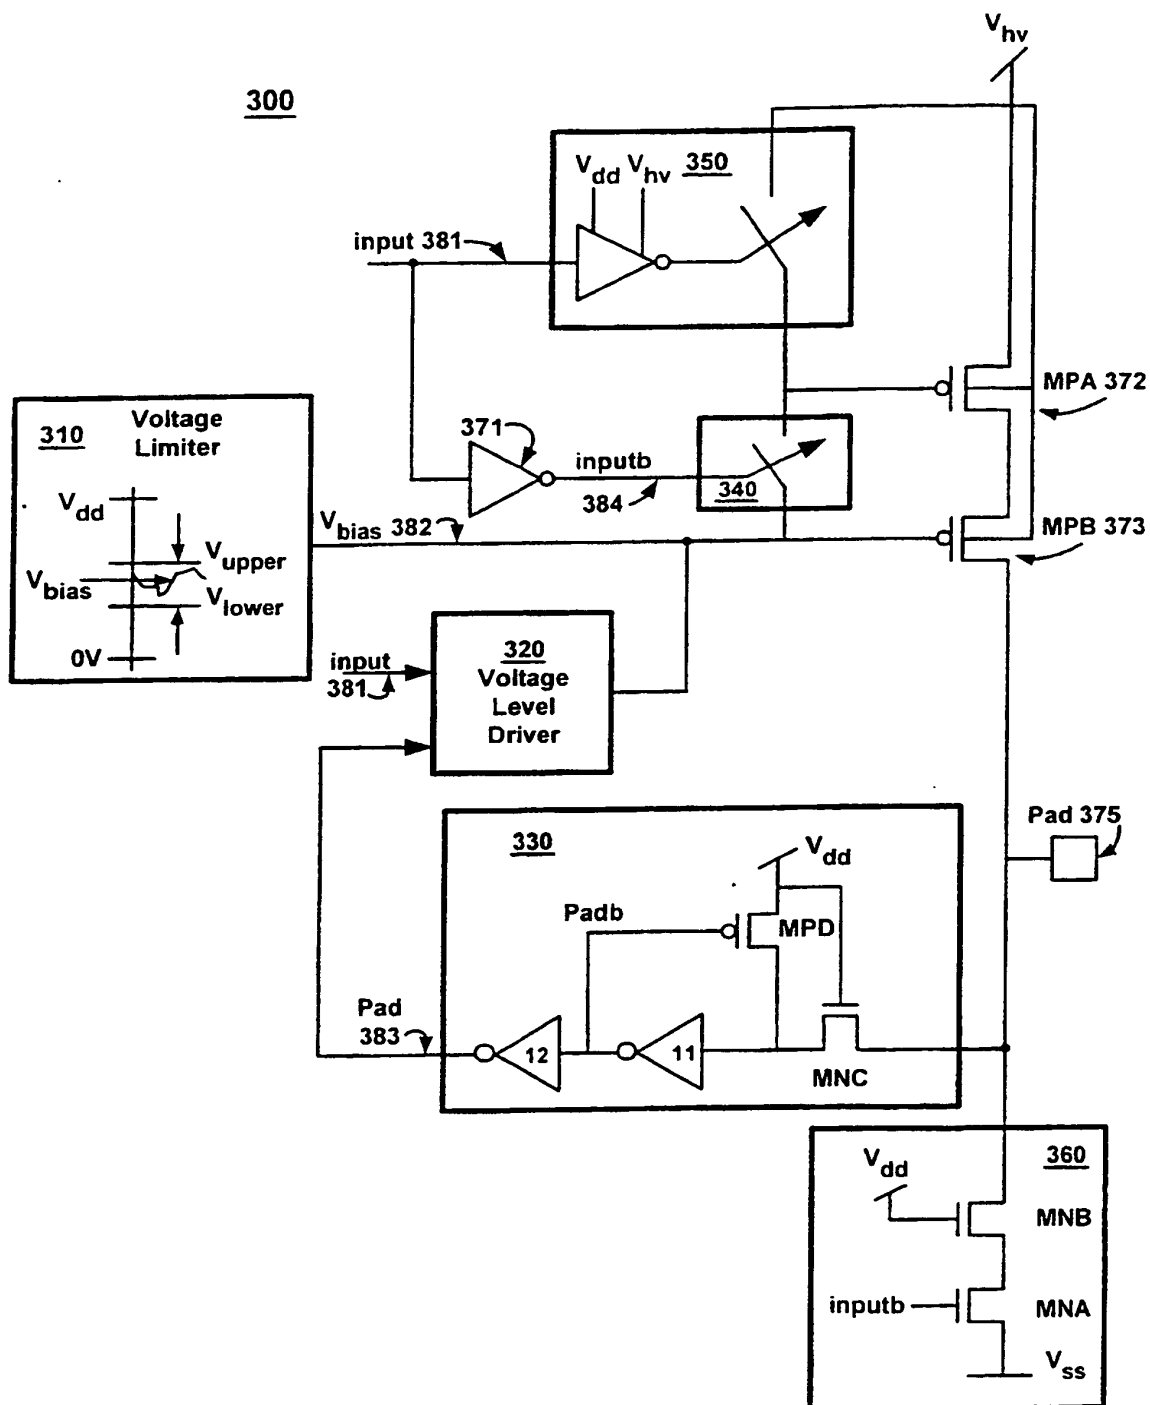 V_hv
300
V_dd V_hv 350
input 381
MPA 372
310 Voltage Limiter
371
inputb
384
340
V_dd
V_bias 382
MPB 373
V_upper
V_bias
V_lower
0V
input 381
320
Voltage
Level
Driver
330
V_dd
Pad 375
Padb
MPD
Pad
383
12
11
MNC
360
V_dd
MNB
inputb
MNA
V_ss